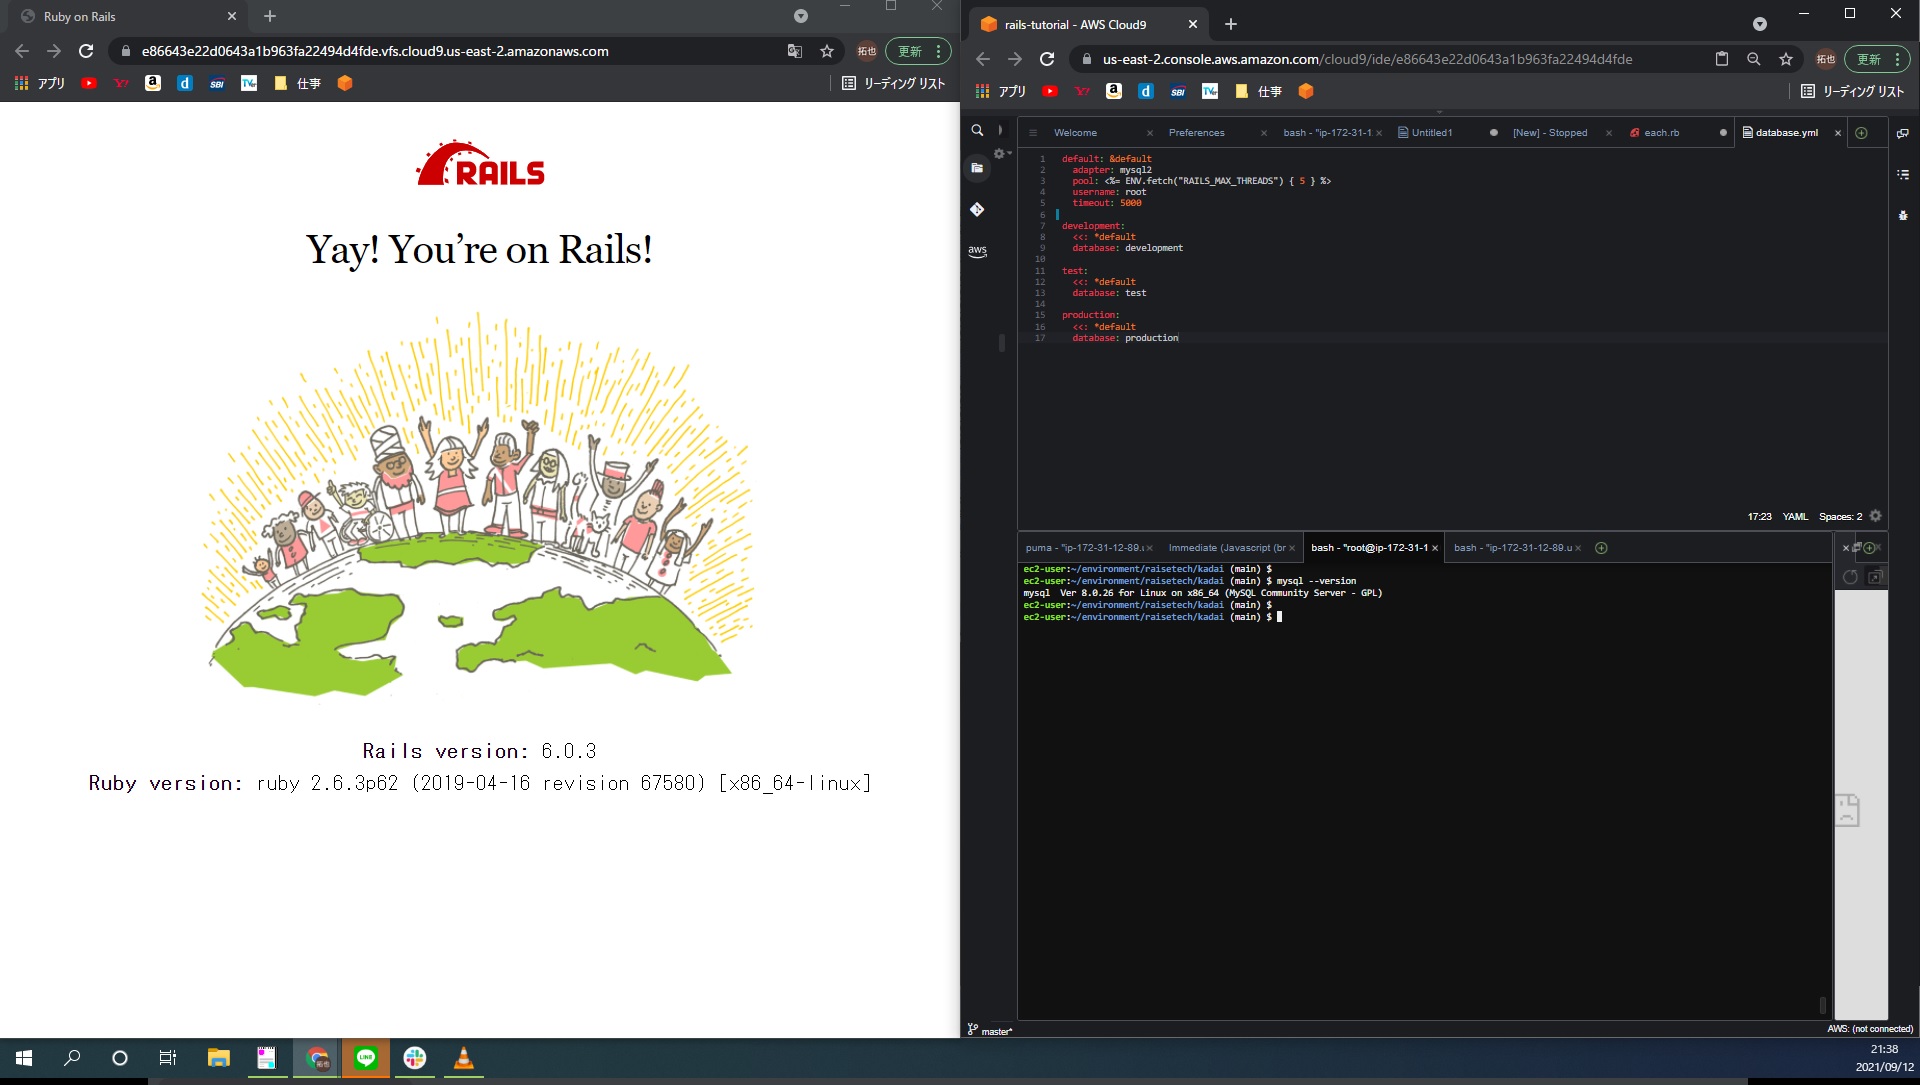 Ruby on Rails
e86643e22d0643a1b963fa22494d4fde.vfs.cloud9.us-east-2.amazonaws.com
拓也
更新
アプリ
Y?
a
d
SBI
TVer
仕事
リーディング リスト
RAILS
Yay! You’re on Rails!
Rails version: 6.0.3
Ruby version: ruby 2.6.3p62 (2019-04-16 revision 67580) [x86_64-linux]
rails-tutorial - AWS Cloud9
us-east-2.console.aws.amazon.com/cloud9/ide/e86643e22d0643a1b963fa22494d4fde
拓也
更新
アプリ
a
d
SBI
仕事
リーディング リスト
Welcome
Preferences
bash - "ip-172-31-1
Untitled1
[New] - Stopped
each.rb
database.yml
aws
1 default: &default
2   adapter: mysql2
3   pool: <%= ENV.fetch("RAILS_MAX_THREADS") { 5 } %>
4   username: root
5   timeout: 5000
6
7 development:
8   <<: *default
9   database: development
10
11 test:
12   <<: *default
13   database: test
14
15 production:
16   <<: *default
17   database: production
17:23 YAML Spaces: 2
puma - "ip-172-31-12-89.u
Immediate (Javascript (br
bash - "root@ip-172-31-1
bash - "ip-172-31-12-89.u
ec2-user:~/environment/raisetech/kadai (main) $
ec2-user:~/environment/raisetech/kadai (main) $ mysql --version
mysql  Ver 8.0.26 for Linux on x86_64 (MySQL Community Server - GPL)
ec2-user:~/environment/raisetech/kadai (main) $
ec2-user:~/environment/raisetech/kadai (main) $
master*
AWS: (not connected)
LINE
21:38
2021/09/12